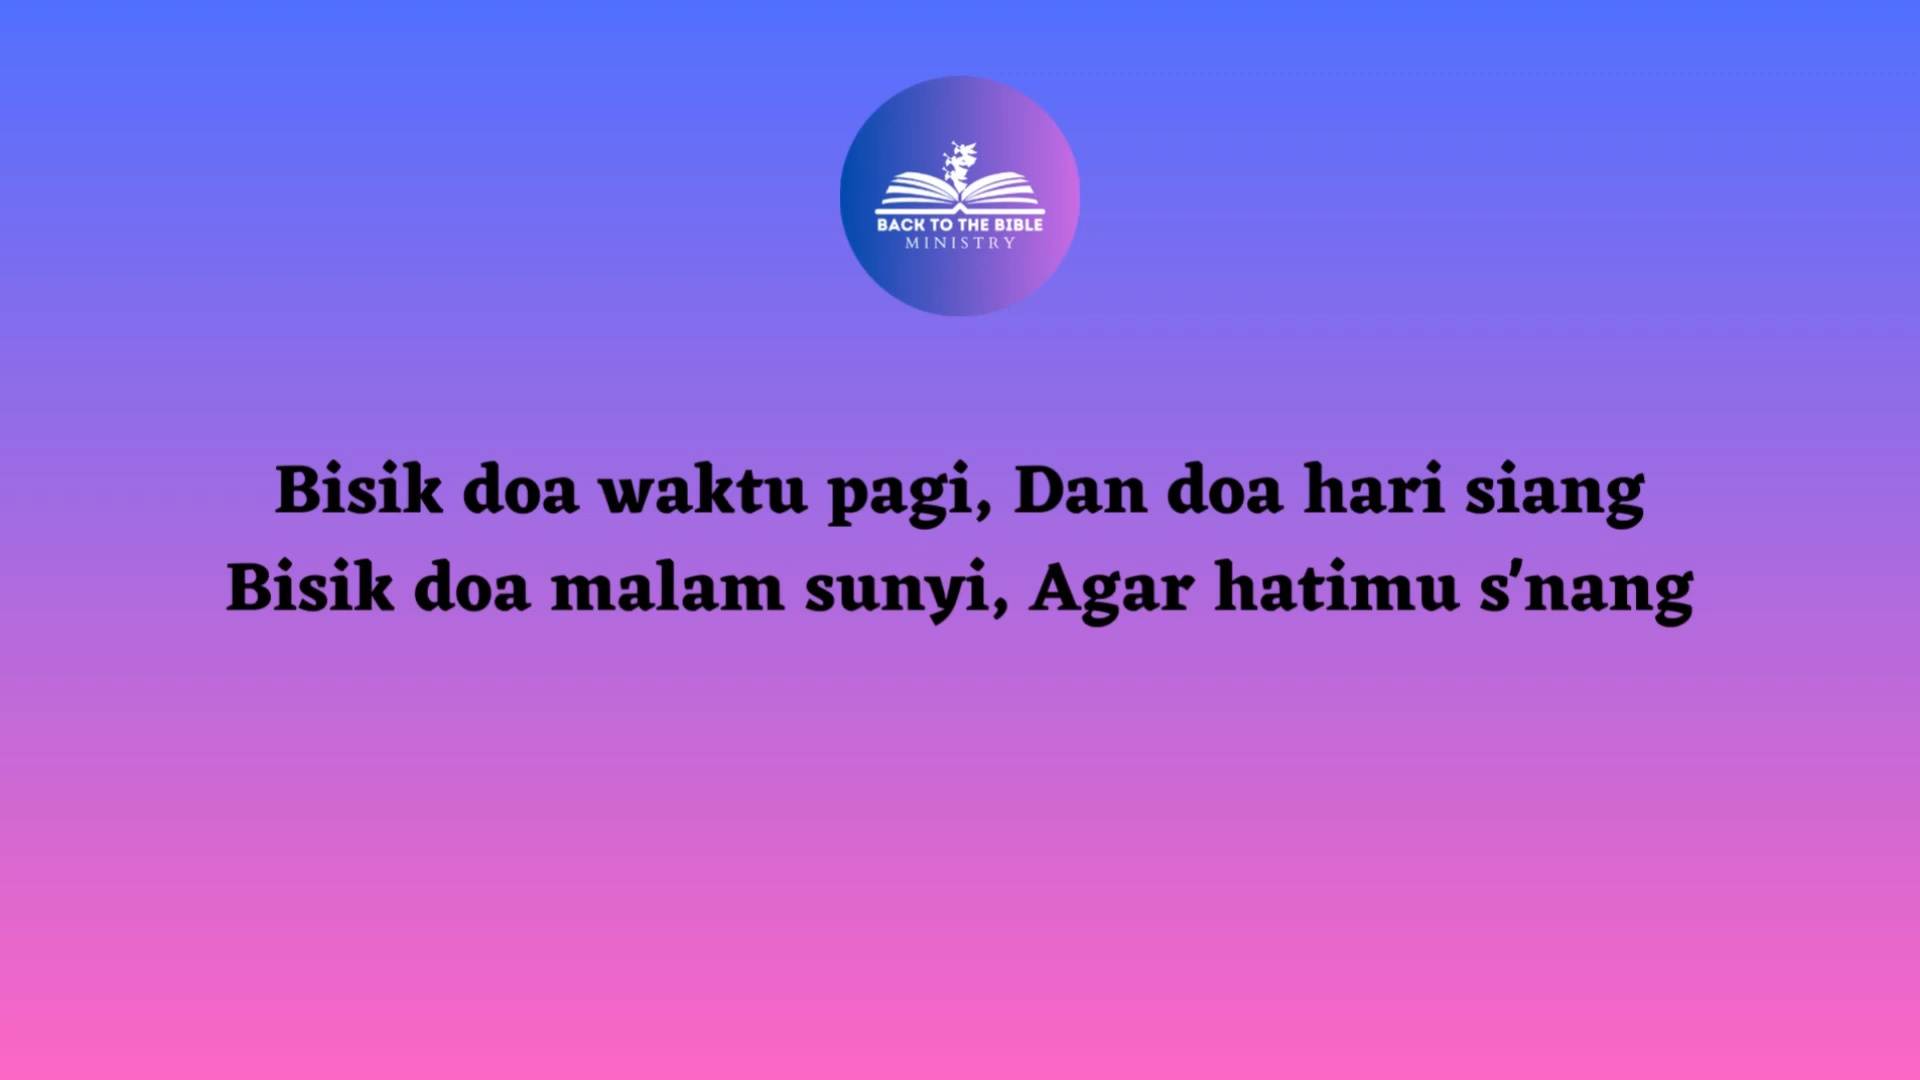 BACK TO THE BIBLE
MINISTRY
Bisik doa waktu pagi, Dan doa hari siang
Bisik doa malam sunyi, Agar hatimu s'nang